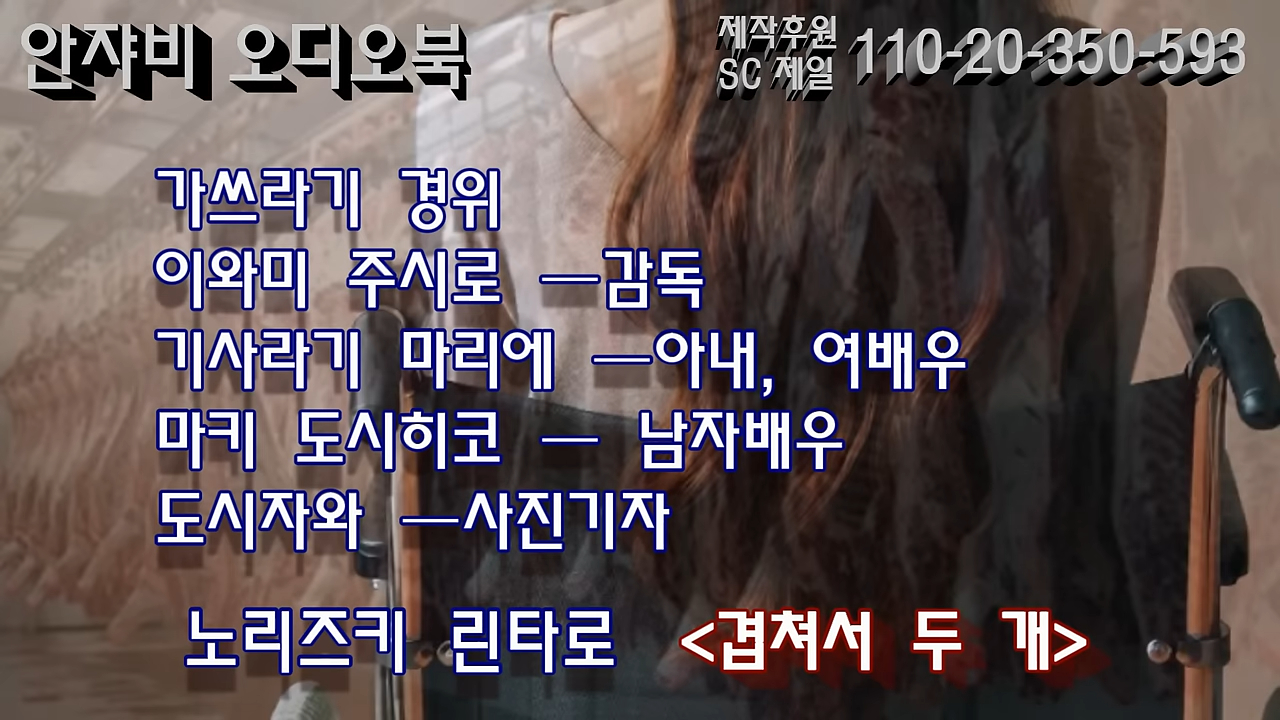 안쟈비 오디오북
제작후원
SC 제일
110-20-350-593
가쓰라기 경위
이와미 주시로 —감독
기사라기 마리에 —아내, 여배우
마키 도시히코 — 남자배우
도시자와 —사진기자
노리즈키 린타로 <겹쳐서 두 개>